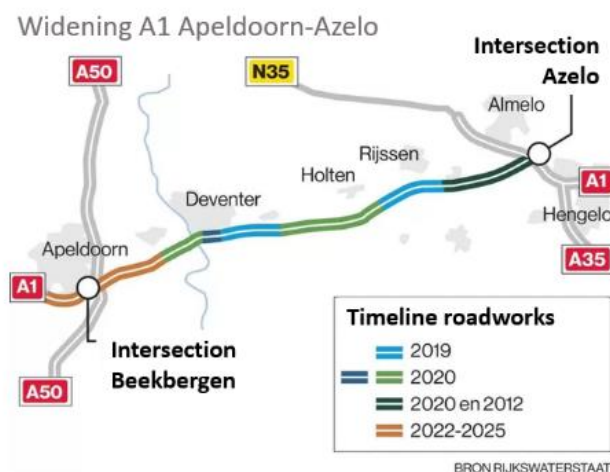 Widening A1 Apeldoorn-Azelo
A50
N35
Intersection
Azelo
Almelo
Rijssen
Holten
A1
Deventer
Hengelo
Apeldoorn
A35
A1
Intersection
Beekbergen
A50
Timeline roadworks
2019
2020
2020 en 2012
2022-2025
BRON RIJKSWATERSTAAT